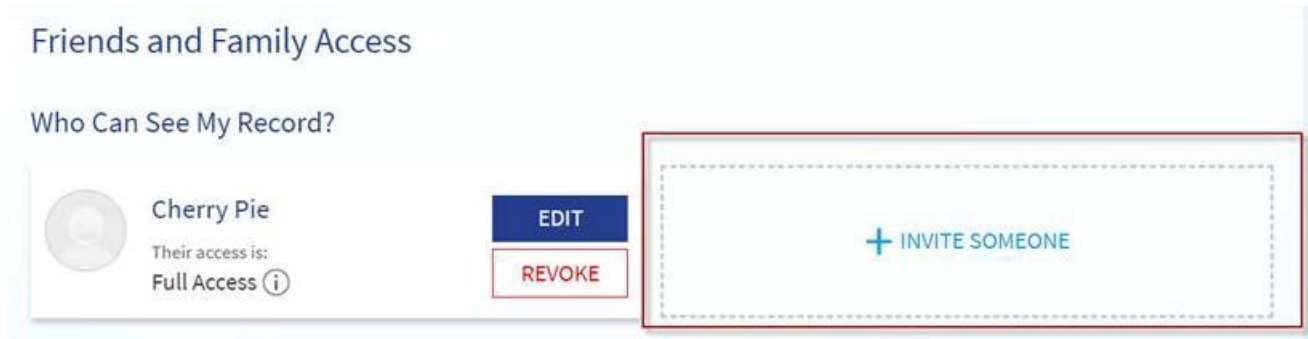 Friends and Family Access
Who Can See My Record?
Cherry Pie
Their access is:
Full Access
EDIT
REVOKE
+ INVITE SOMEONE